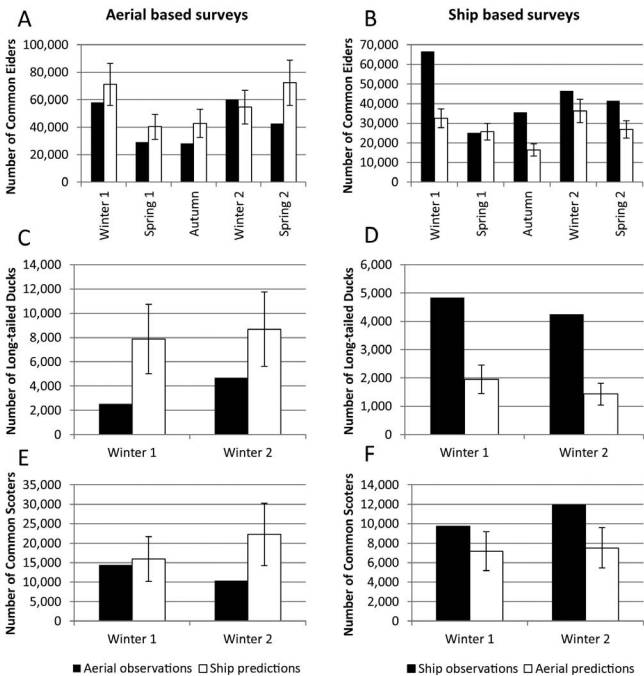 A Aerial based surveys
Number of Common Eiders
100,000
80,000
60,000
40,000
20,000
0
Winter 1
Spring 1
Autumn
Winter 2
Spring 2
B Ship based surveys
Number of Common Eiders
70,000
60,000
50,000
40,000
30,000
20,000
10,000
0
Winter 1
Spring 1
Autumn
Winter 2
Spring 2
C
Number of Long-tailed Ducks
14,000
12,000
10,000
8,000
6,000
4,000
2,000
0
Winter 1 Winter 2
D
Number of Long-tailed Ducks
6,000
5,000
4,000
3,000
2,000
1,000
0
Winter 1 Winter 2
E
Number of Common Scoters
35,000
30,000
25,000
20,000
15,000
10,000
5,000
0
Winter 1 Winter 2
Aerial observations Ship predictions
F
Number of Common Scoters
14,000
12,000
10,000
8,000
6,000
4,000
2,000
0
Winter 1 Winter 2
Ship observations Aerial predictions